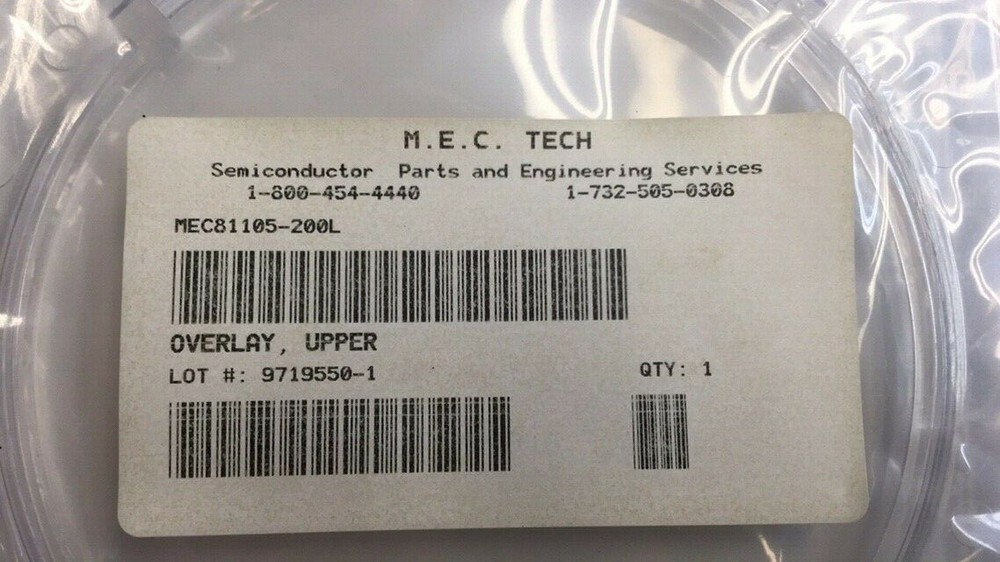 M.E.C. TECH
Semiconductor Parts and Engineering Services
1-800-454-4440 1-732-505-0308
MEC81105-200L
OVERLAY, UPPER
LOT #: 9719550-1 QTY: 1